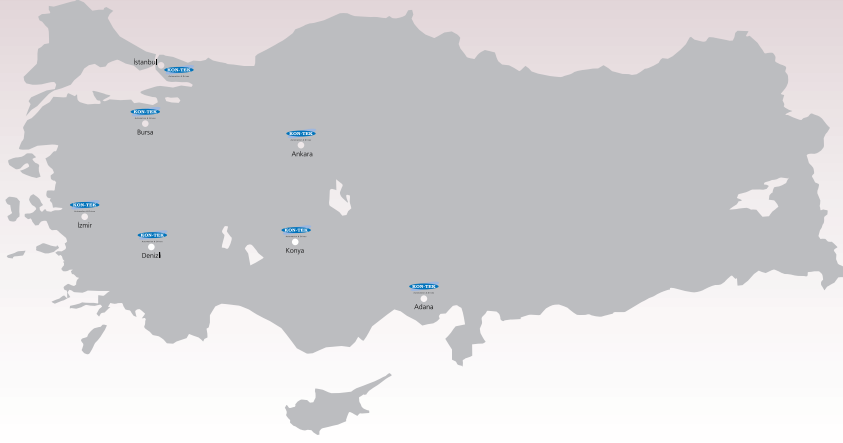 İstanbul
KON-TEK
KON-TEK
Bursa
KON-TEK
Ankara
KON-TEK
İzmir
KON-TEK
Denizli
KON-TEK
Konya
KON-TEK
Adana